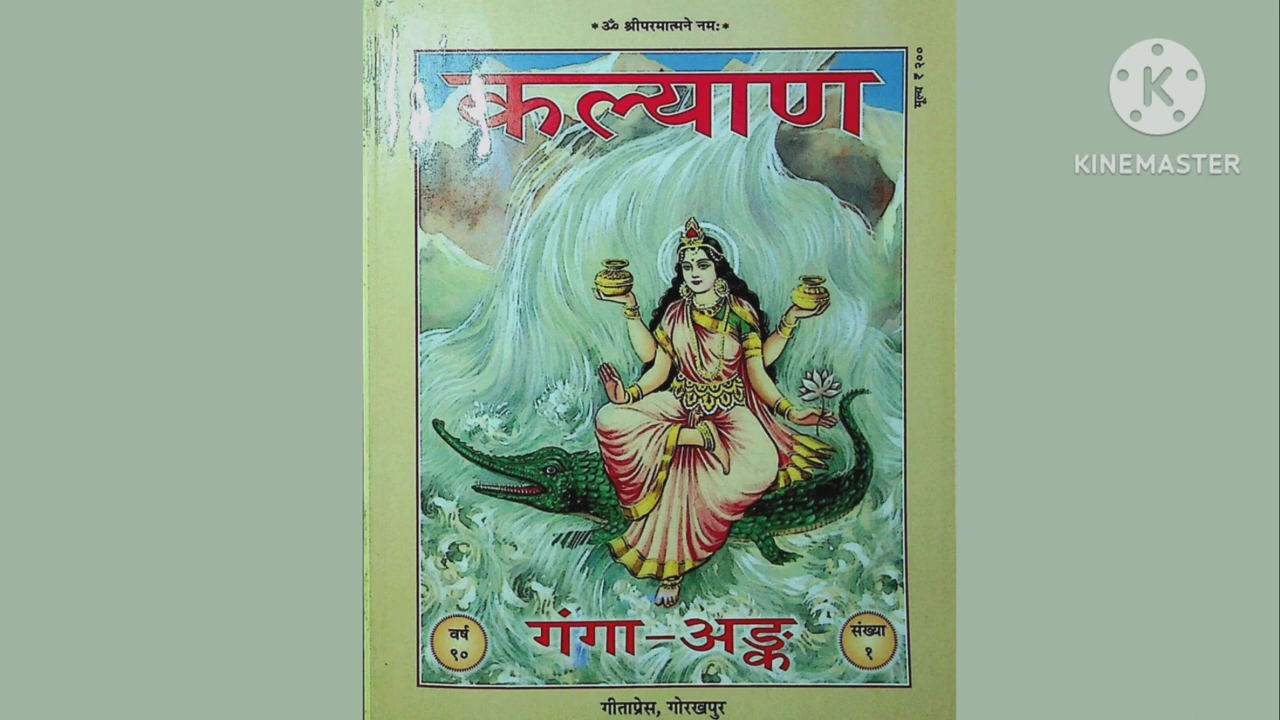 * ॐ श्रीपरमात्मने नमः *
मूल्य ₹ २००
कल्याण
K
KINEMASTER
गंगा-अङ्क
वर्ष
९०
संख्या
१
गीताप्रेस, गोरखपुर